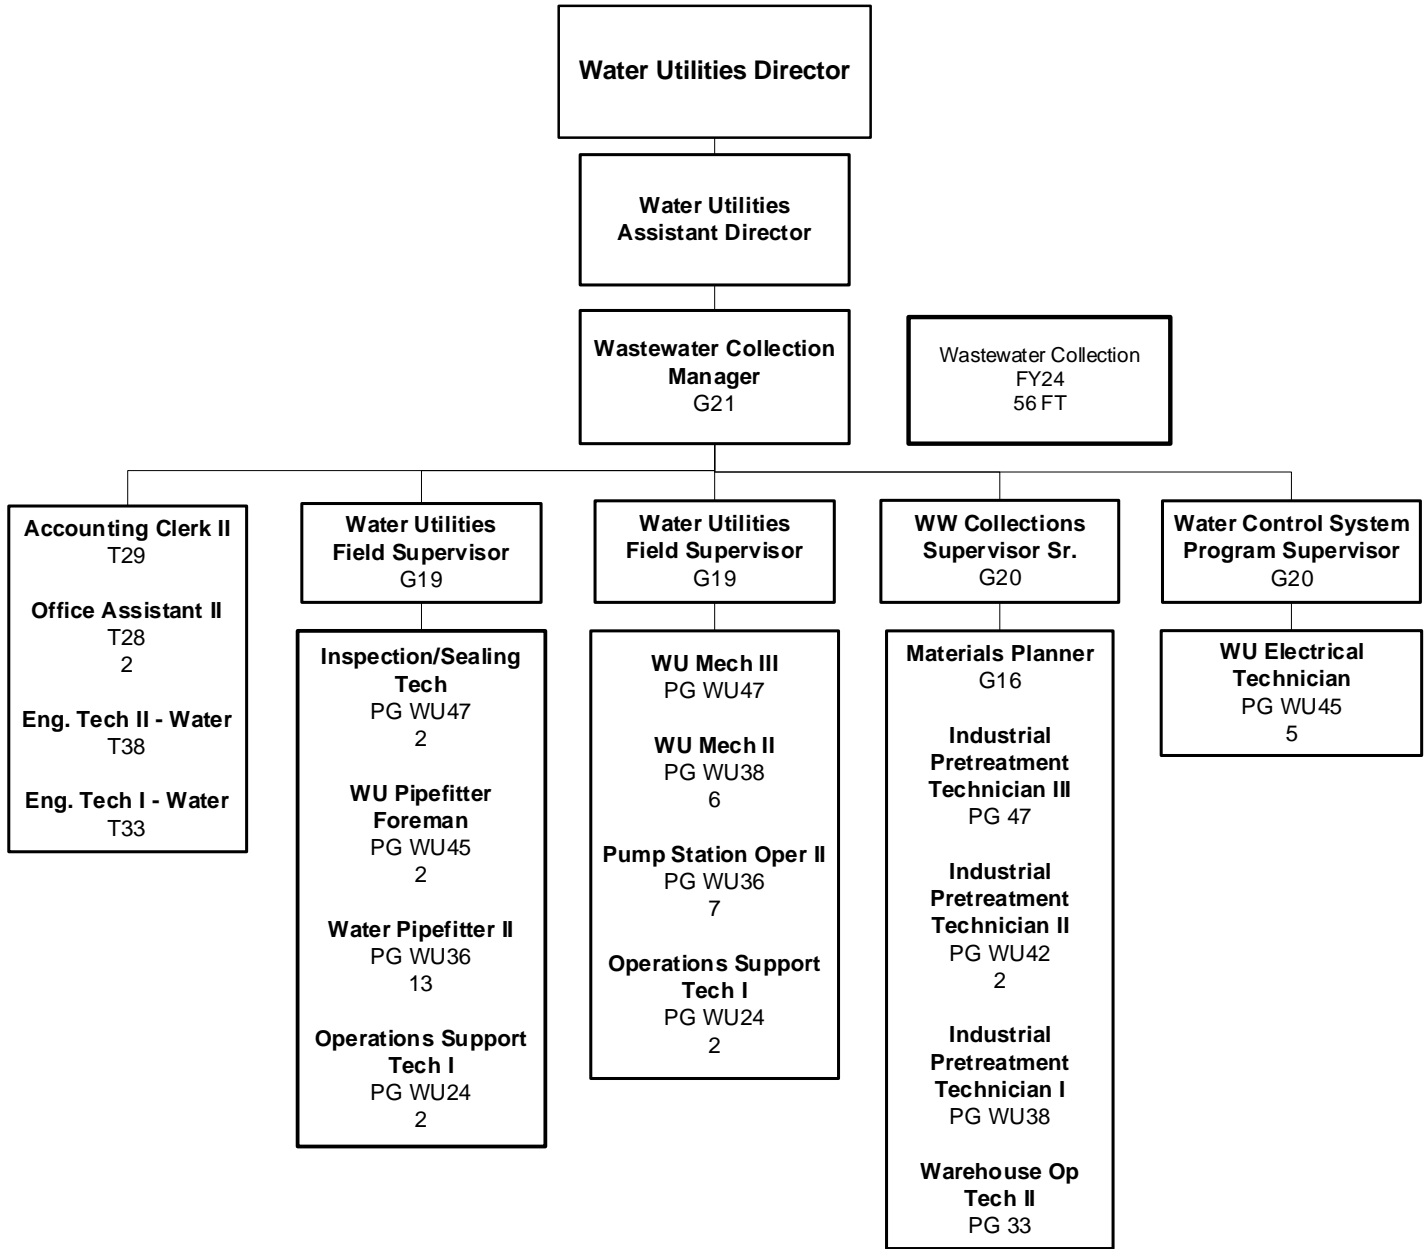 Water Utilities Director
Water Utilities
Assistant Director
Wastewater Collection
Manager
G21
Wastewater Collection
FY24
56 FT
Accounting Clerk II
T29
Office Assistant II
T28
2
Eng. Tech II - Water
T38
Eng. Tech I - Water
T33
Water Utilities
Field Supervisor
G19
Inspection/Sealing
Tech
PG WU47
2
WU Pipefitter
Foreman
PG WU45
2
Water Pipefitter II
PG WU36
13
Operations Support
Tech I
PG WU24
2
Water Utilities
Field Supervisor
G19
WU Mech III
PG WU47
WU Mech II
PG WU38
6
Pump Station Oper II
PG WU36
7
Operations Support
Tech I
PG WU24
2
WW Collections
Supervisor Sr.
G20
Materials Planner
G16
Industrial
Pretreatment
Technician III
PG 47
Industrial
Pretreatment
Technician II
PG WU42
2
Industrial
Pretreatment
Technician I
PG WU38
Warehouse Op
Tech II
PG 33
Water Control System
Program Supervisor
G20
WU Electrical
Technician
PG WU45
5